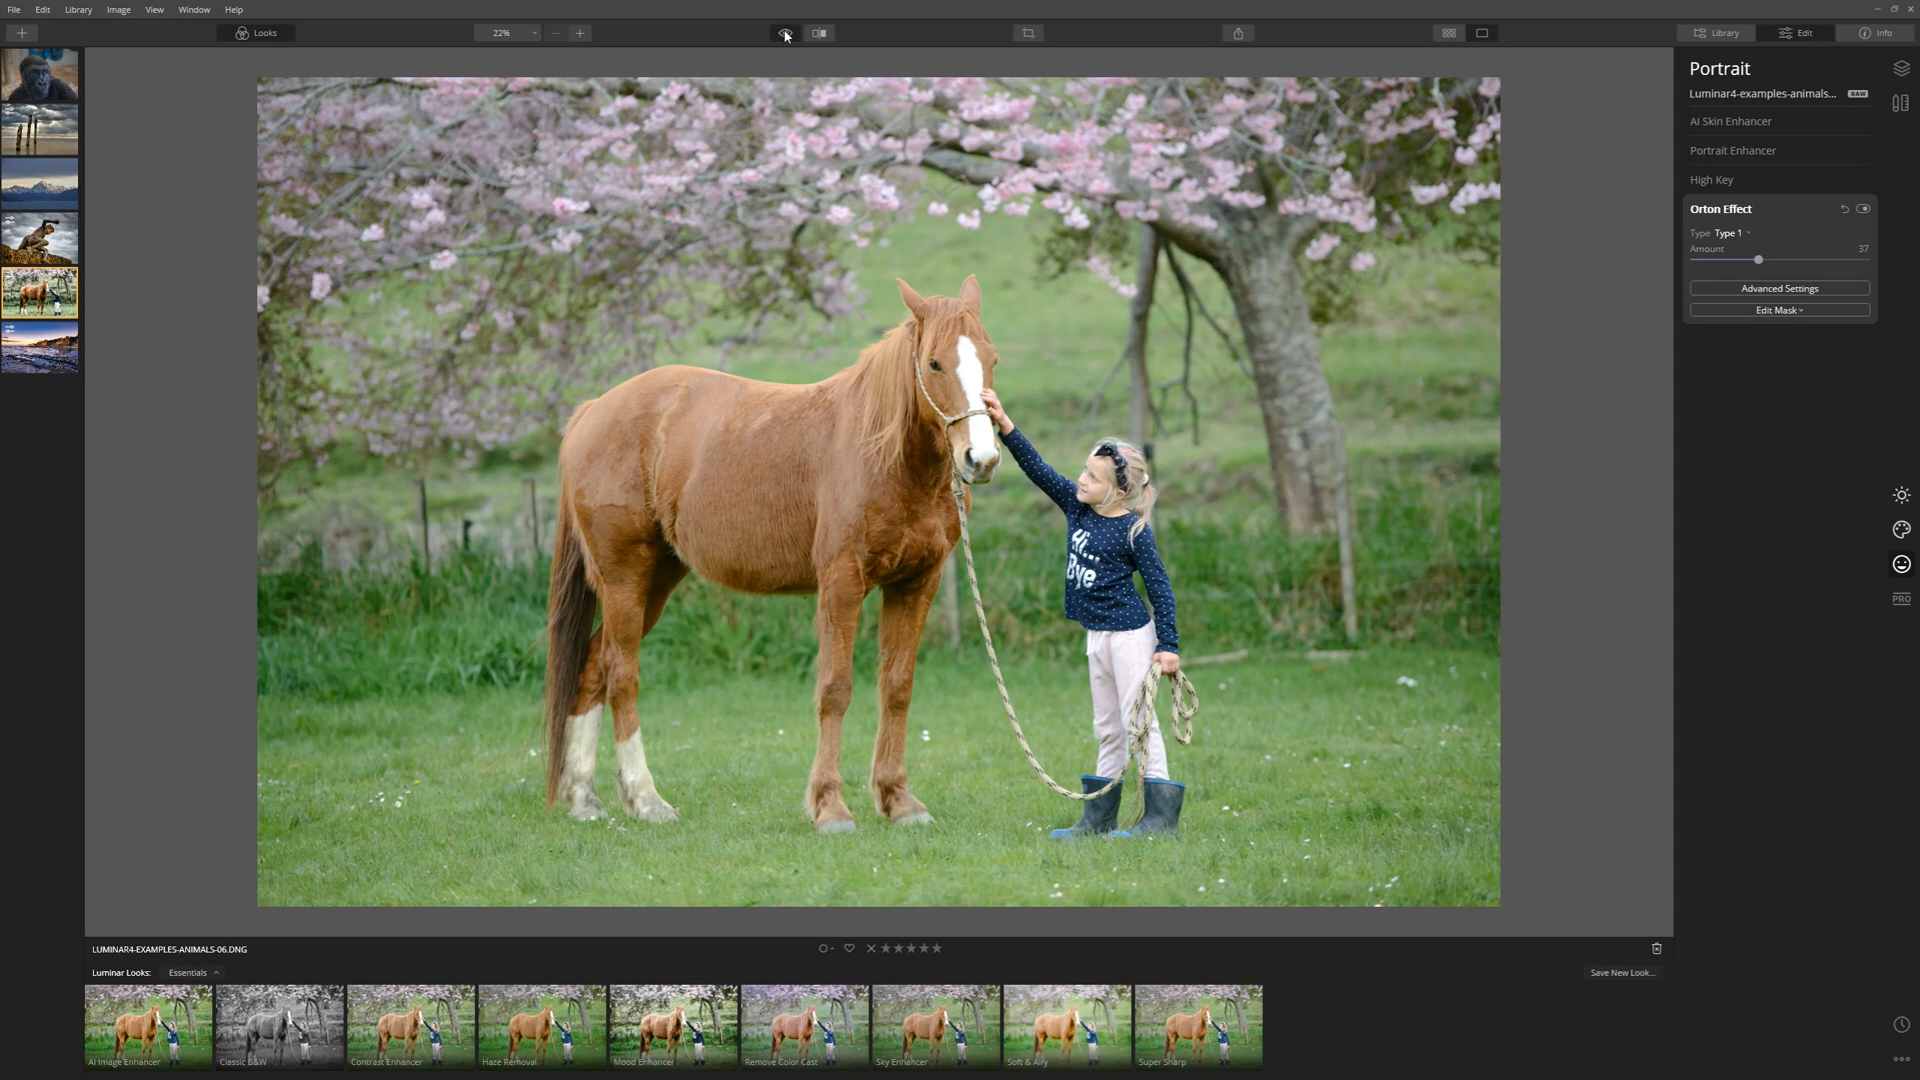 File Edit Library Image View Window Help
Looks 22% Library Edit Info
Portrait
Luminar4-examples-animals... RAW
AI Skin Enhancer
Portrait Enhancer
High Key
Orton Effect
Type Type 1
Amount 37
Advanced Settings
Edit Mask
Hi...
Bye
PRO
LUMINAR4-EXAMPLES-ANIMALS-06.DNG
Luminar Looks: Essentials Save New Look...
AI Image Enhancer Classic B&W Contrast Enhancer Haze Removal Mood Enhancer Remove Color Cast Sky Enhancer Soft & Airy Super Sharp